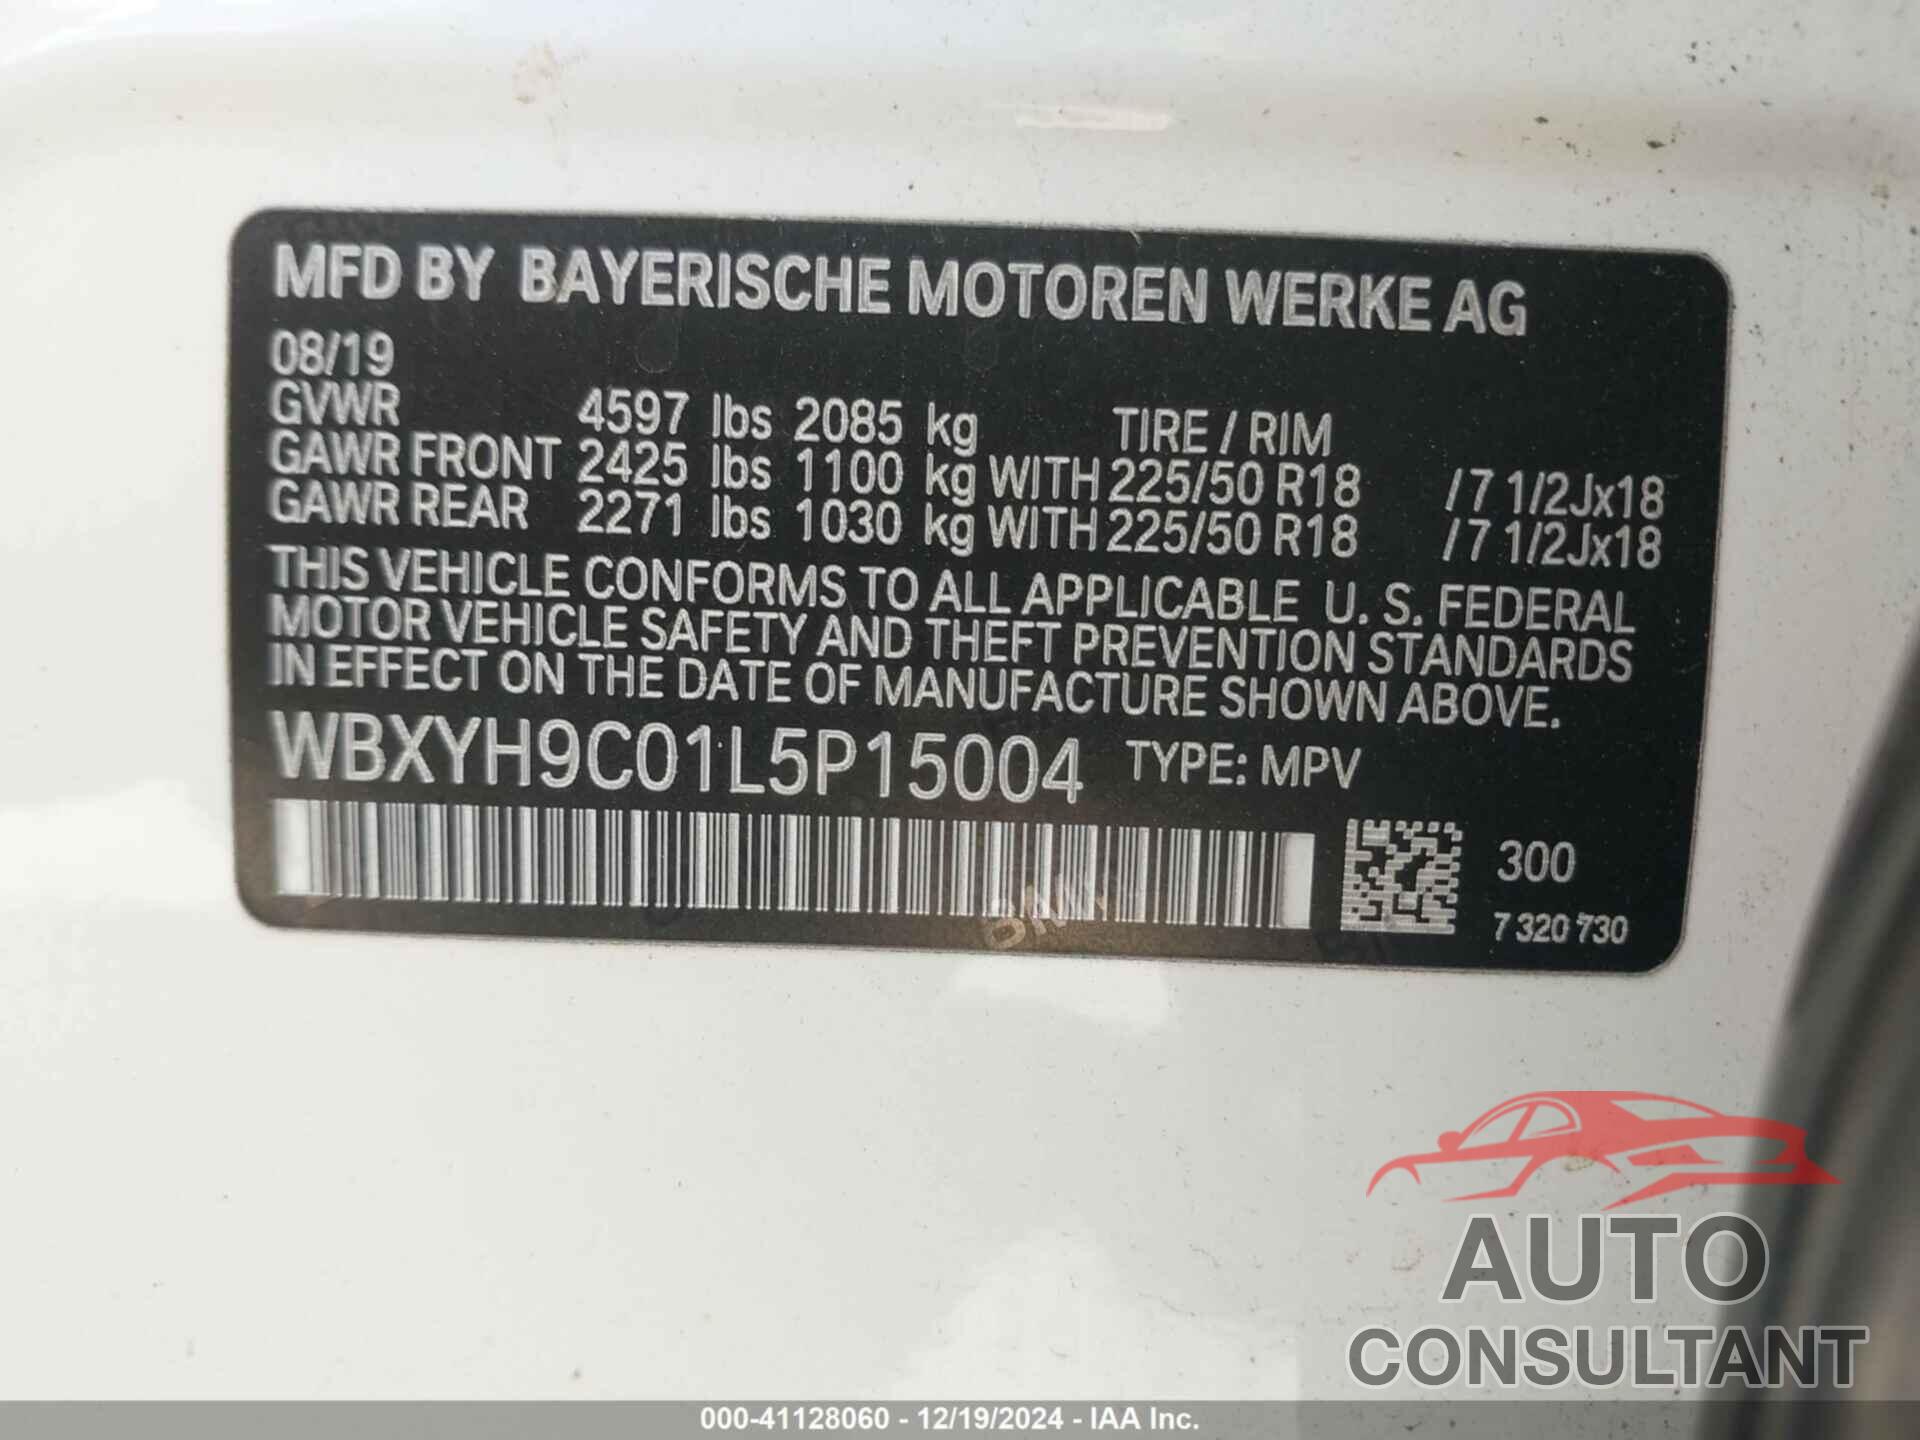 MFD BY BAYERISCHE MOTOREN WERKE AG
08/19
GVWR 4597 lbs 2085 kg TIRE / RIM
GAWR FRONT 2425 lbs 1100 kg WITH 225/50 R18 /7 1/2Jx18
GAWR REAR 2271 lbs 1030 kg WITH 225/50 R18 /7 1/2Jx18
THIS VEHICLE CONFORMS TO ALL APPLICABLE U. S. FEDERAL
MOTOR VEHICLE SAFETY AND THEFT PREVENTION STANDARDS
IN EFFECT ON THE DATE OF MANUFACTURE SHOWN ABOVE.
WBXYH9C01L5P15004 TYPE: MPV
300
7 320 730
AUTO
CONSULTANT
000-41128060 - 12/19/2024 - IAA Inc.